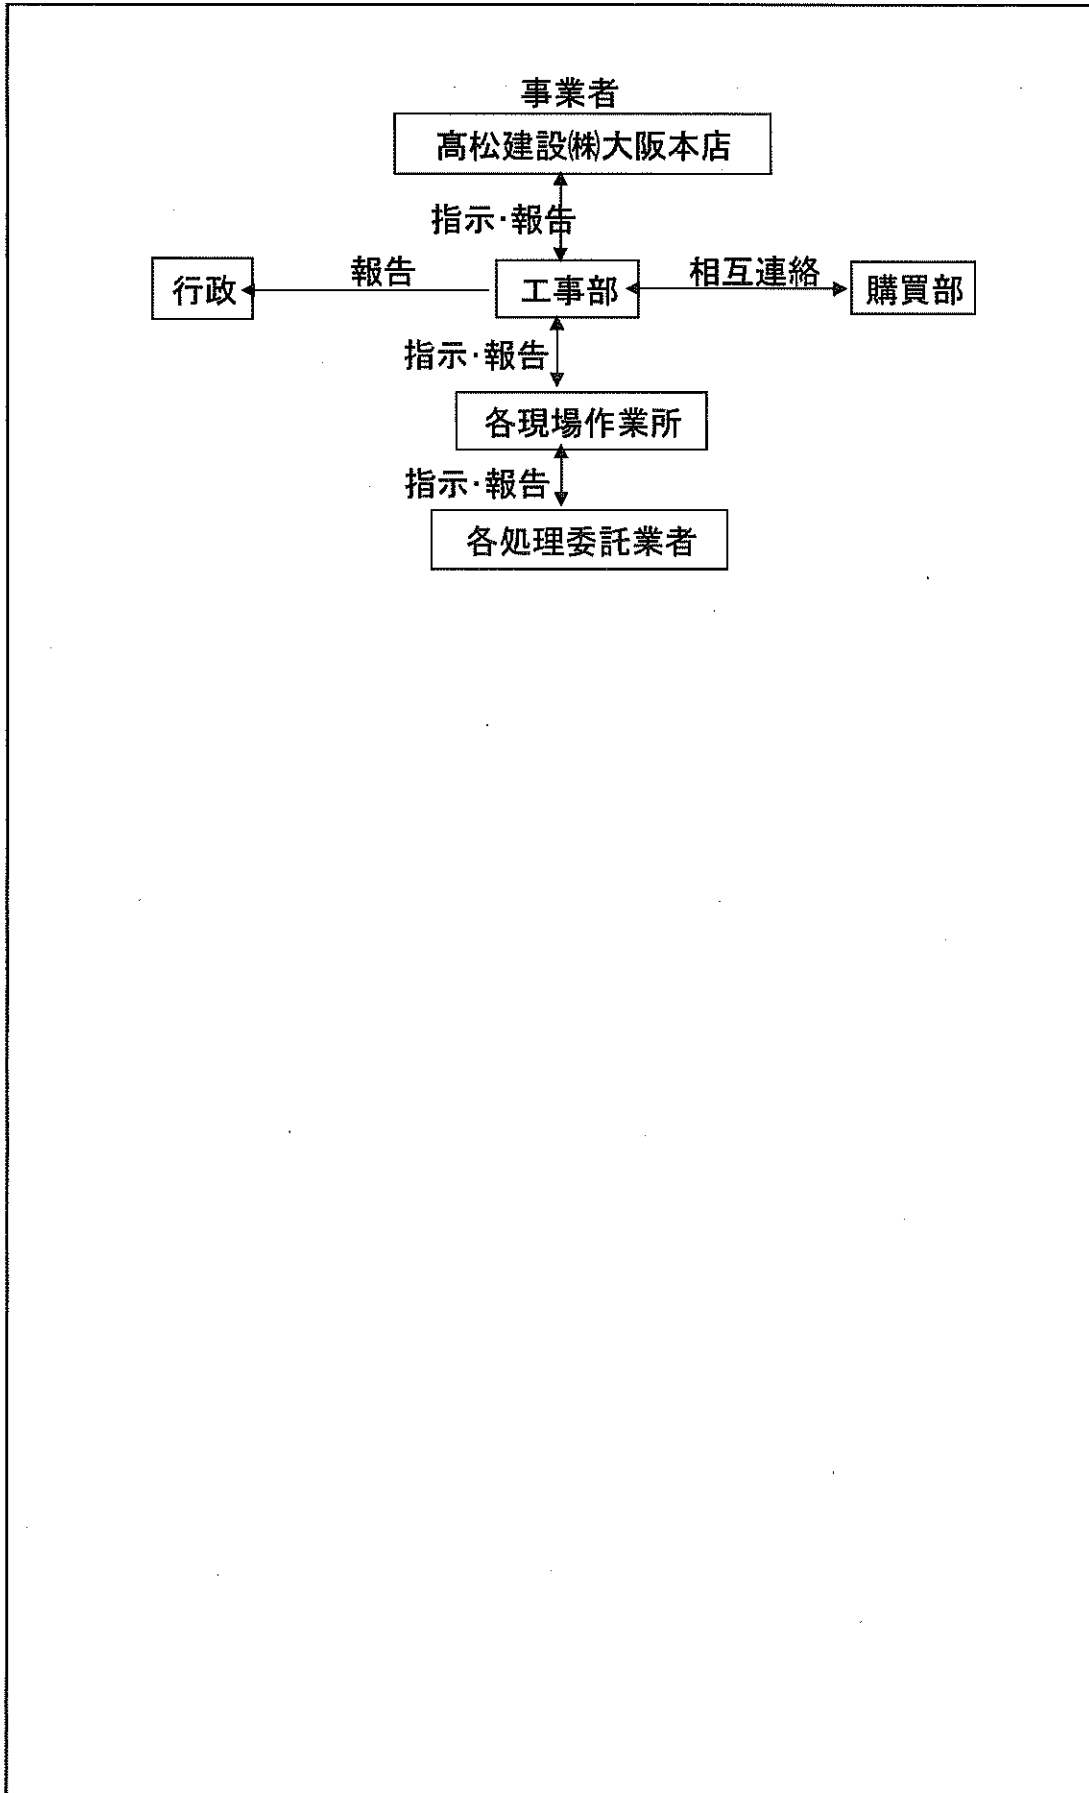 事業者
髙松建設㈱大阪本店
指示・報告
行政
報告
工事部
相互連絡
購買部
指示・報告
各現場作業所
指示・報告
各処理委託業者